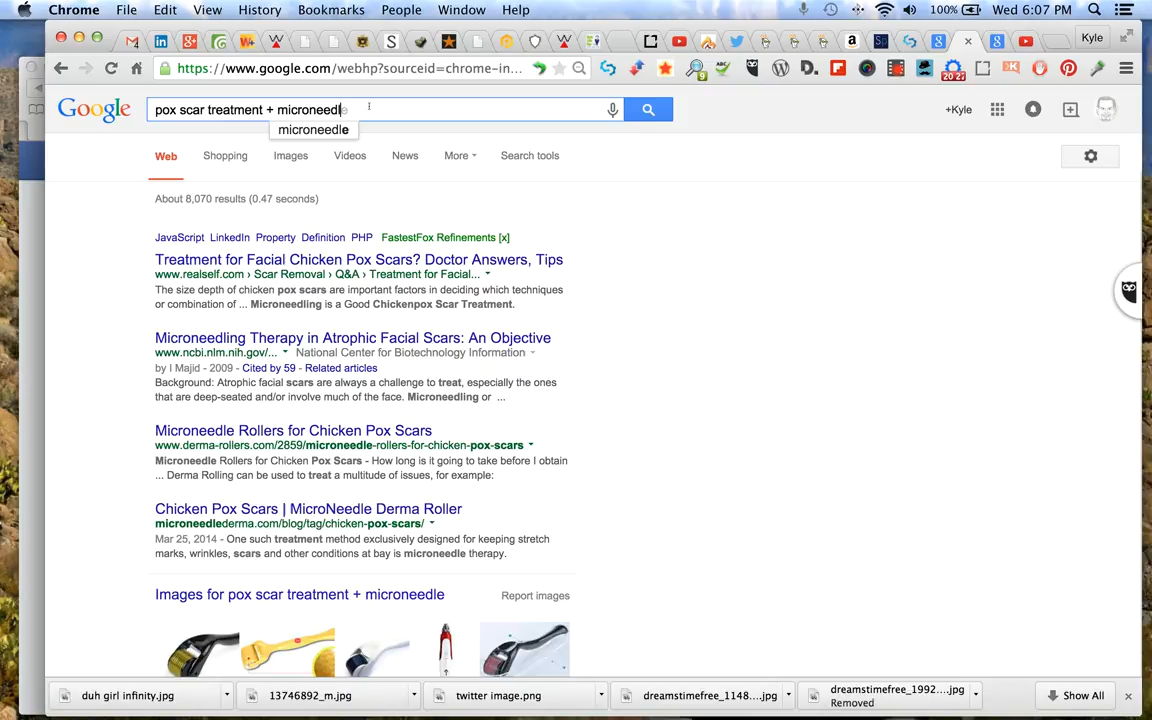 Chrome File Edit View History Bookmarks People Window Help 100% Wed 6:07 PM
Kyle
https://www.google.com/webhp?sourceid=chrome-in...
Google pox scar treatment + microneedle +Kyle
microneedle
Web Shopping Images Videos News More Search tools
About 8,070 results (0.47 seconds)
JavaScript LinkedIn Property Definition PHP FastestFox Refinements [x]
Treatment for Facial Chicken Pox Scars? Doctor Answers, Tips
www.realself.com › Scar Removal › Q&A › Treatment for Facial...
The size depth of chicken pox scars are important factors in deciding which techniques
or combination of ... Microneedling is a Good Chickenpox Scar Treatment.
Microneedling Therapy in Atrophic Facial Scars: An Objective
www.ncbi.nlm.nih.gov/... National Center for Biotechnology Information
by I Majid - 2009 - Cited by 59 - Related articles
Background: Atrophic facial scars are always a challenge to treat, especially the ones
that are deep-seated and/or involve much of the face. Microneedling or ...
Microneedle Rollers for Chicken Pox Scars
www.derma-rollers.com/2859/microneedle-rollers-for-chicken-pox-scars
Microneedle Rollers for Chicken Pox Scars - How long is it going to take before I obtain
... Derma Rolling can be used to treat a multitude of issues, for example:
Chicken Pox Scars | MicroNeedle Derma Roller
microneedlederma.com/blog/tag/chicken-pox-scars/
Mar 25, 2014 - One such treatment method exclusively designed for keeping stretch
marks, wrinkles, scars and other conditions at bay is microneedle therapy.
Images for pox scar treatment + microneedle Report images
duh girl infinity.jpg 13746892_m.jpg twitter image.png dreamstimefree_1148....jpg dreamstimefree_1992....jpg Show All
Removed